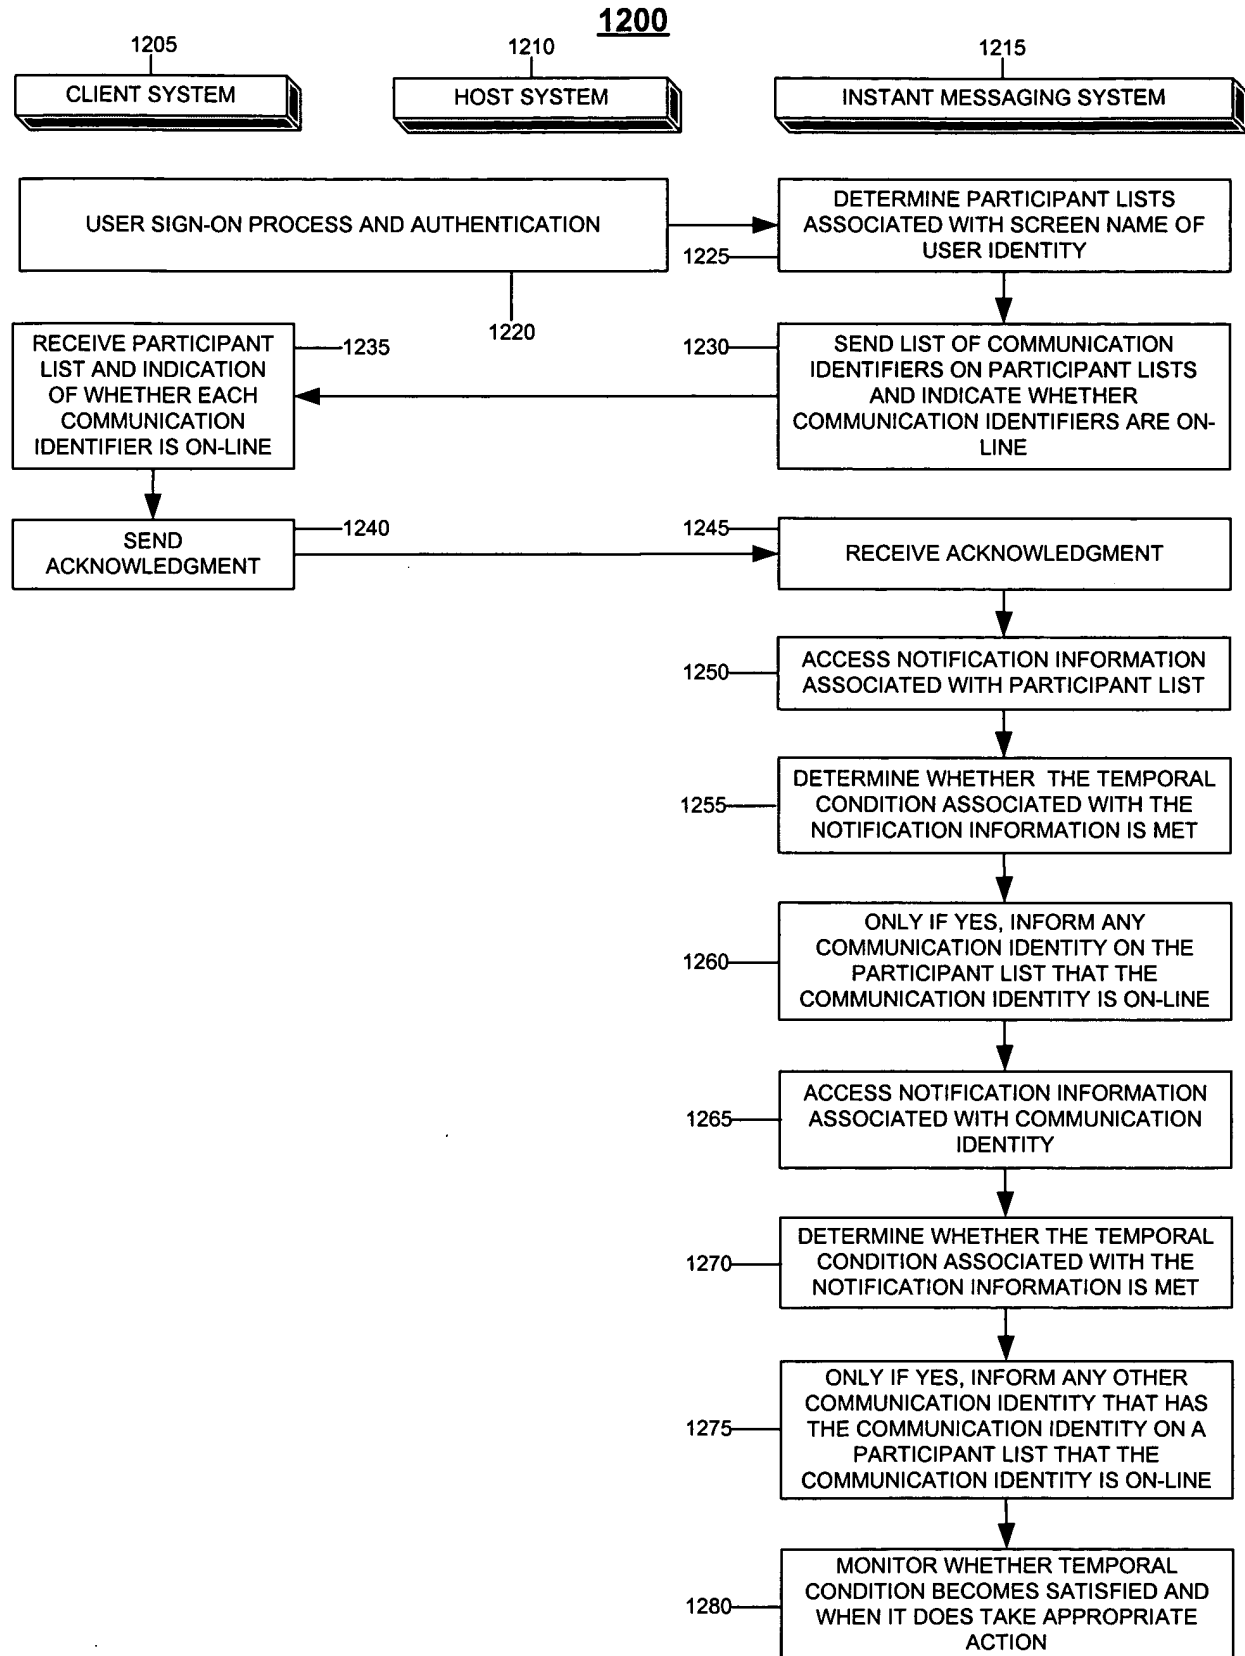 1200
1205
1210
1215
CLIENT SYSTEM
HOST SYSTEM
INSTANT MESSAGING SYSTEM
USER SIGN-ON PROCESS AND AUTHENTICATION
1220
DETERMINE PARTICIPANT LISTS
ASSOCIATED WITH SCREEN NAME OF
USER IDENTITY
1225
RECEIVE PARTICIPANT
LIST AND INDICATION
OF WHETHER EACH
COMMUNICATION
IDENTIFIER IS ON-LINE
1235
1230
SEND LIST OF COMMUNICATION
IDENTIFIERS ON PARTICIPANT LISTS
AND INDICATE WHETHER
COMMUNICATION IDENTIFIERS ARE ON-
LINE
SEND
ACKNOWLEDGMENT
1240
1245
RECEIVE ACKNOWLEDGMENT
1250
ACCESS NOTIFICATION INFORMATION
ASSOCIATED WITH PARTICIPANT LIST
1255
DETERMINE WHETHER THE TEMPORAL
CONDITION ASSOCIATED WITH THE
NOTIFICATION INFORMATION IS MET
1260
ONLY IF YES, INFORM ANY
COMMUNICATION IDENTITY ON THE
PARTICIPANT LIST THAT THE
COMMUNICATION IDENTITY IS ON-LINE
1265
ACCESS NOTIFICATION INFORMATION
ASSOCIATED WITH COMMUNICATION
IDENTITY
1270
DETERMINE WHETHER THE TEMPORAL
CONDITION ASSOCIATED WITH THE
NOTIFICATION INFORMATION IS MET
1275
ONLY IF YES, INFORM ANY OTHER
COMMUNICATION IDENTITY THAT HAS
THE COMMUNICATION IDENTITY ON A
PARTICIPANT LIST THAT THE
COMMUNICATION IDENTITY IS ON-LINE
1280
MONITOR WHETHER TEMPORAL
CONDITION BECOMES SATISFIED AND
WHEN IT DOES TAKE APPROPRIATE
ACTION